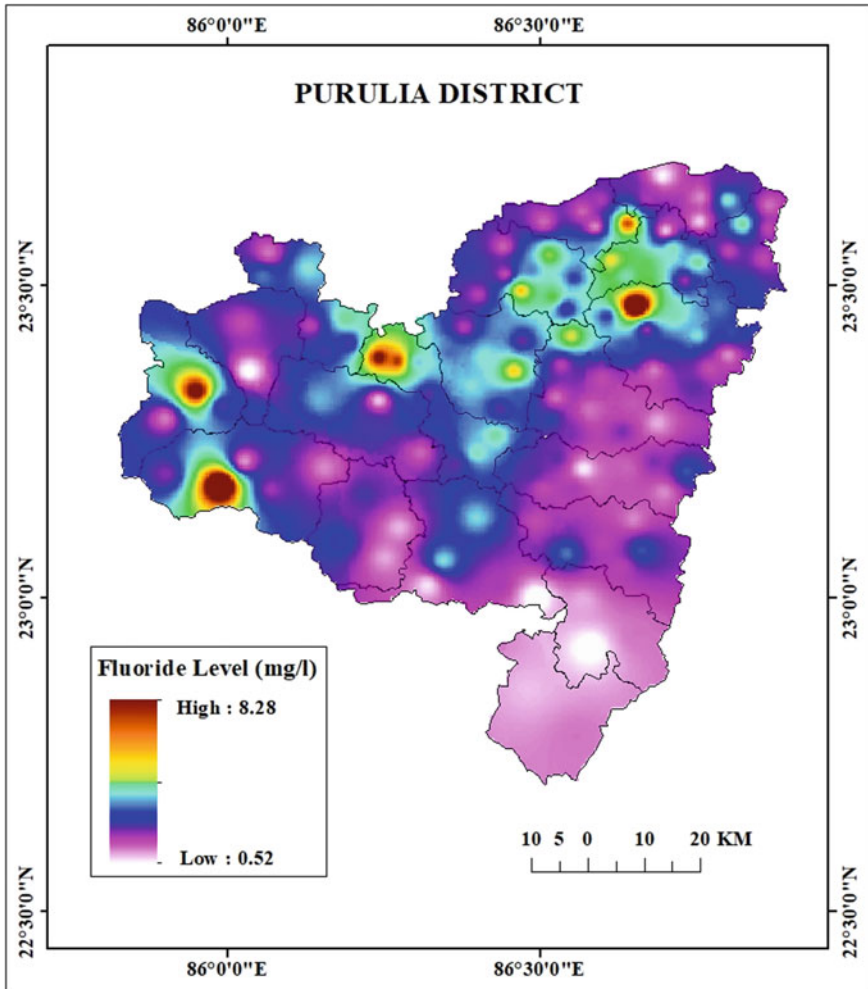 86°0'0"E 86°30'0"E
PURULIA DISTRICT
23°30'0"N 23°30'0"N
23°0'0"N 23°0'0"N
Fluoride Level (mg/l)
High : 8.28
Low : 0.52
10 5 0 10 20 KM
22°30'0"N 22°30'0"N
86°0'0"E 86°30'0"E